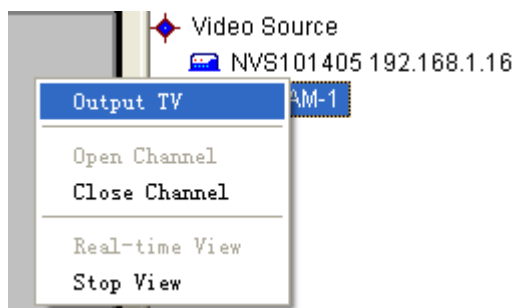 Video Source
NVS101405 192.168.1.16
AM-1
Output TV
Open Channel
Close Channel
Real-time View
Stop View